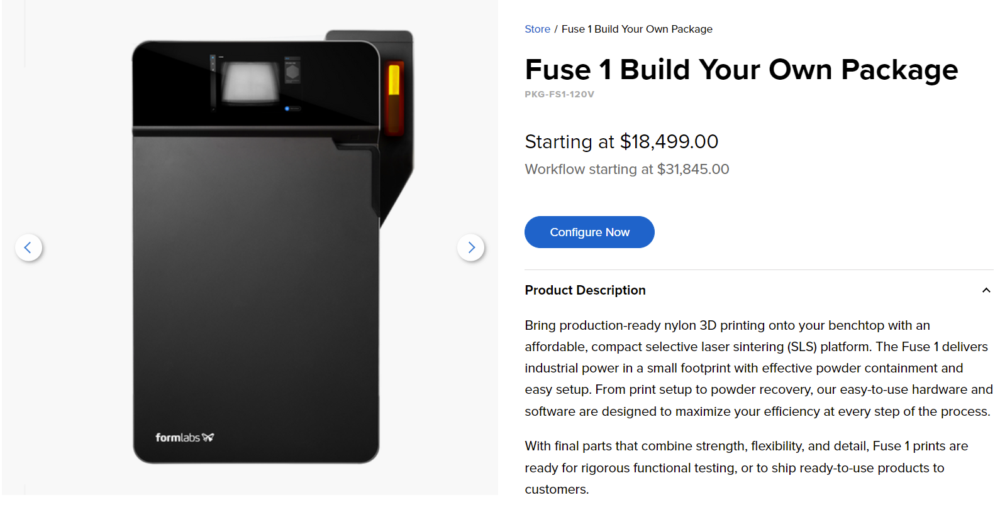 formlabs
Store / Fuse 1 Build Your Own Package
Fuse 1 Build Your Own Package
PKG-FS1-120V
Starting at $18,499.00
Workflow starting at $31,845.00
Configure Now
Product Description
Bring production-ready nylon 3D printing onto your benchtop with an
affordable, compact selective laser sintering (SLS) platform. The Fuse 1 delivers
industrial power in a small footprint with effective powder containment and
easy setup. From print setup to powder recovery, our easy-to-use hardware and
software are designed to maximize your efficiency at every step of the process.
With final parts that combine strength, flexibility, and detail, Fuse 1 prints are
ready for rigorous functional testing, or to ship ready-to-use products to
customers.